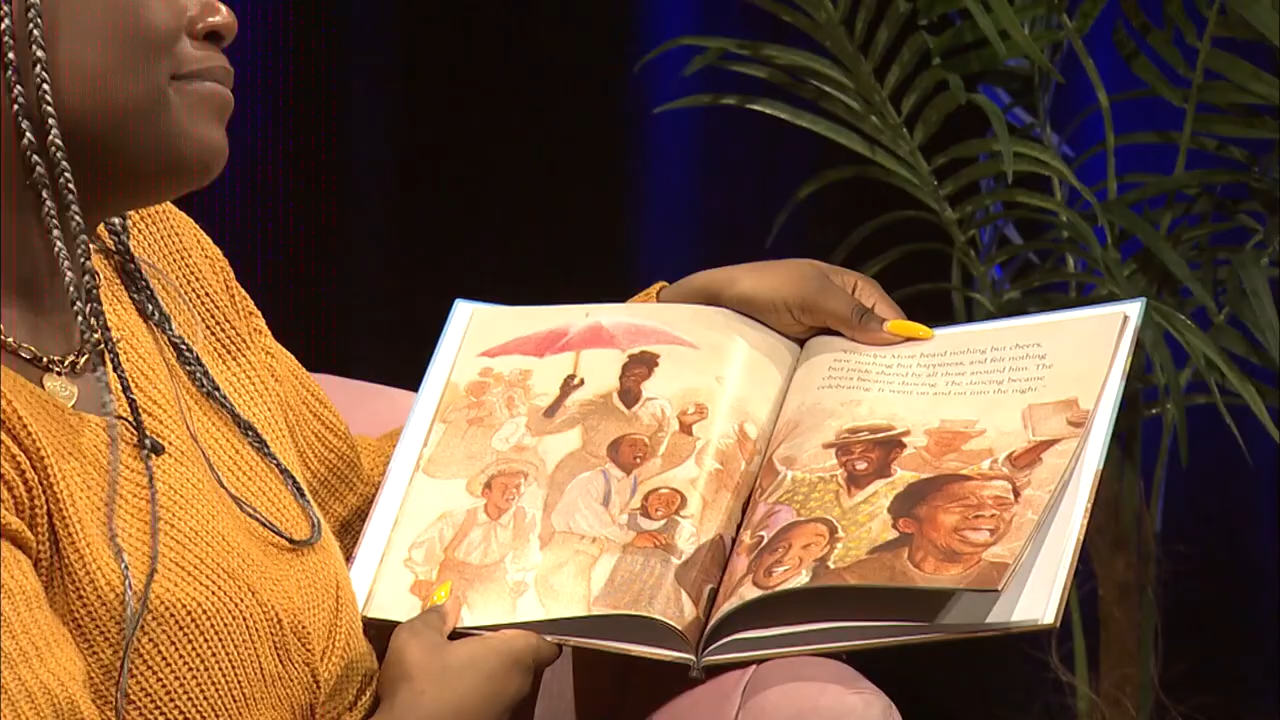 "Grandpa Mose heard nothing but cheers,
saw nothing but happiness, and felt nothing
but pride shared by all those around him. The
cheers became dancing. The dancing became
celebrating. It went on and on into the night."